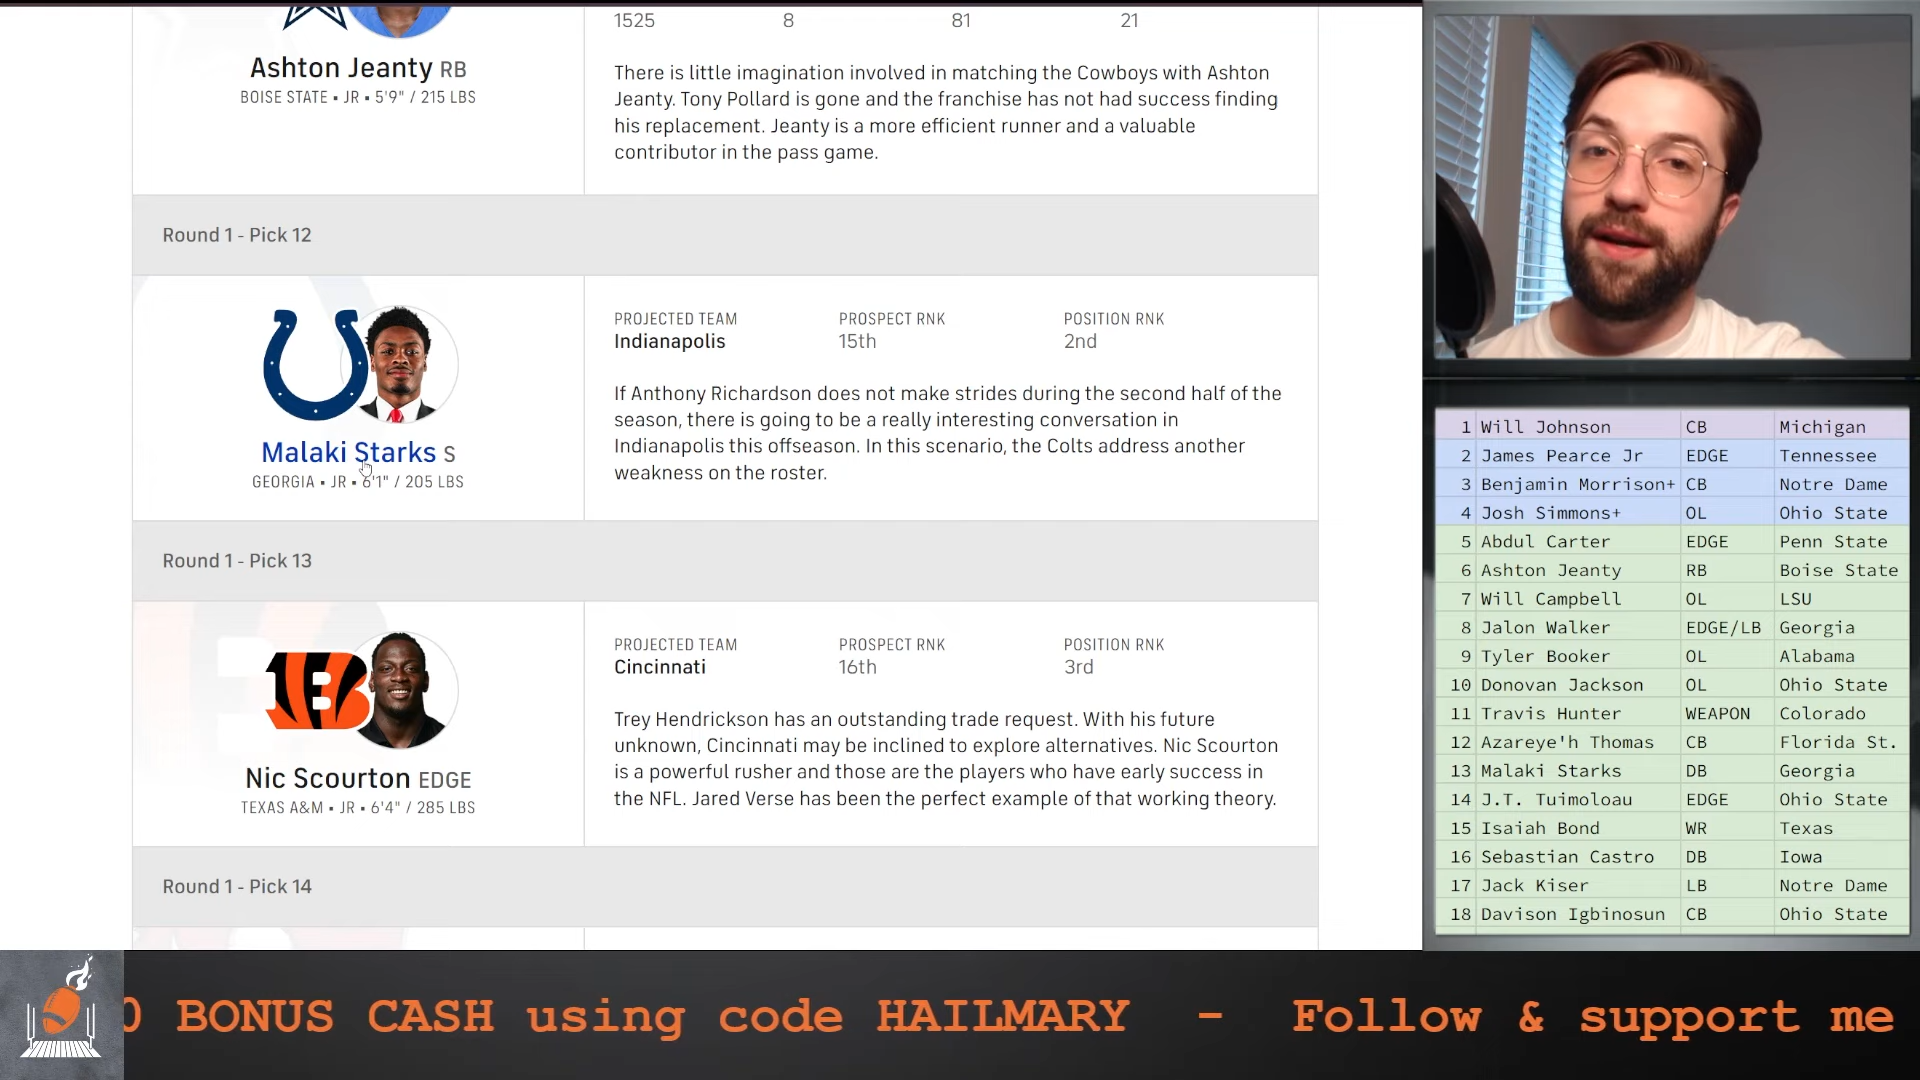 1525 8 81 21
Ashton Jeanty RB
BOISE STATE • JR • 5'9" / 215 LBS
There is little imagination involved in matching the Cowboys with Ashton
Jeanty. Tony Pollard is gone and the franchise has not had success finding
his replacement. Jeanty is a more efficient runner and a valuable
contributor in the pass game.
Round 1 - Pick 12
Malaki Starks S
GEORGIA • JR • 6'1" / 205 LBS
PROJECTED TEAM PROSPECT RNK POSITION RNK
Indianapolis 15th 2nd
If Anthony Richardson does not make strides during the second half of the
season, there is going to be a really interesting conversation in
Indianapolis this offseason. In this scenario, the Colts address another
weakness on the roster.
Round 1 - Pick 13
Nic Scourton EDGE
TEXAS A&M • JR • 6'4" / 285 LBS
PROJECTED TEAM PROSPECT RNK POSITION RNK
Cincinnati 16th 3rd
Trey Hendrickson has an outstanding trade request. With his future
unknown, Cincinnati may be inclined to explore alternatives. Nic Scourton
is a powerful rusher and those are the players who have early success in
the NFL. Jared Verse has been the perfect example of that working theory.
Round 1 - Pick 14
1 Will Johnson CB Michigan
2 James Pearce Jr EDGE Tennessee
3 Benjamin Morrison+ CB Notre Dame
4 Josh Simmons+ OL Ohio State
5 Abdul Carter EDGE Penn State
6 Ashton Jeanty RB Boise State
7 Will Campbell OL LSU
8 Jalon Walker EDGE/LB Georgia
9 Tyler Booker OL Alabama
10 Donovan Jackson OL Ohio State
11 Travis Hunter WEAPON Colorado
12 Azareye'h Thomas CB Florida St.
13 Malaki Starks DB Georgia
14 J.T. Tuimoloau EDGE Ohio State
15 Isaiah Bond WR Texas
16 Sebastian Castro DB Iowa
17 Jack Kiser LB Notre Dame
18 Davison Igbinosun CB Ohio State
0 BONUS CASH using code HAILMARY - Follow & support me